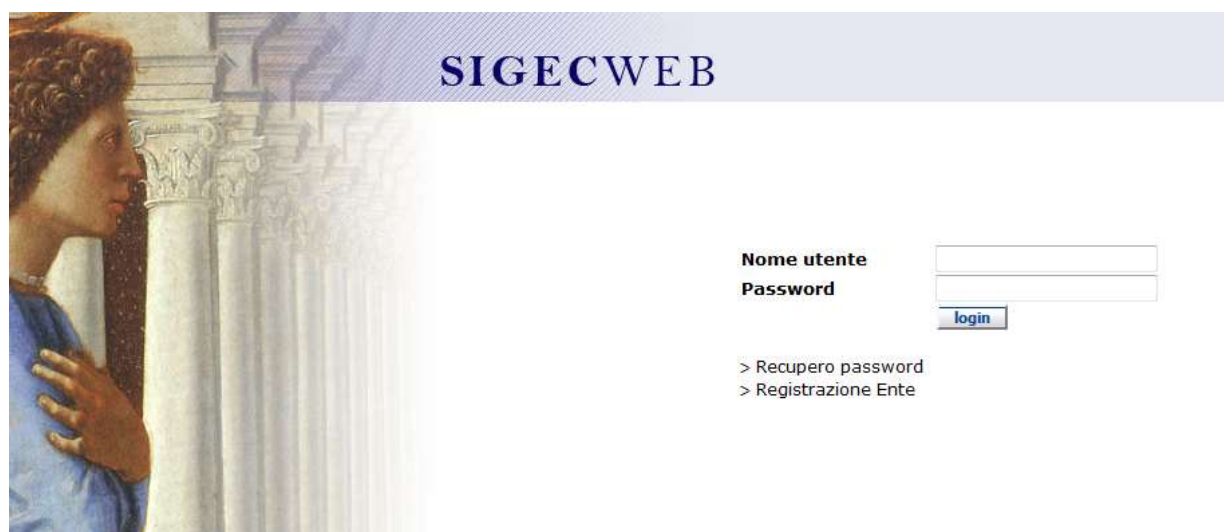 SIGECWEB
Nome utente
Password
login
> Recupero password
> Registrazione Ente